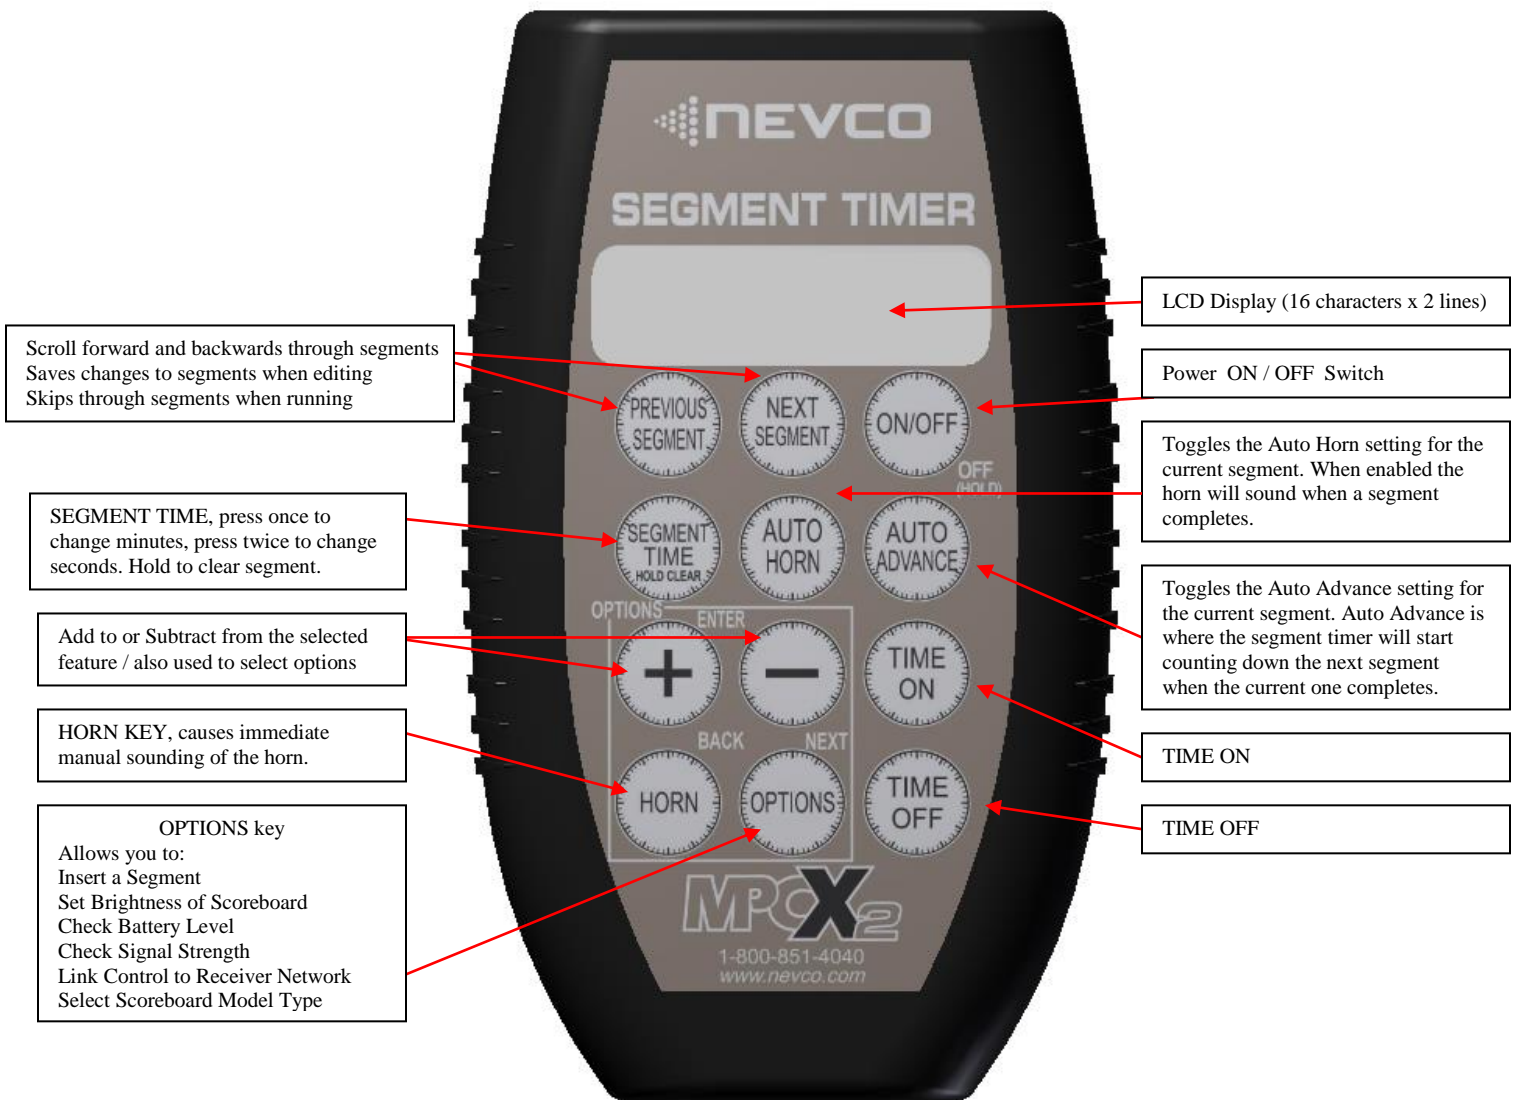 NEVCO
SEGMENT TIMER
LCD Display (16 characters x 2 lines)
Scroll forward and backwards through segments
Saves changes to segments when editing
Skips through segments when running
Power ON / OFF Switch
PREVIOUS
SEGMENT
NEXT
SEGMENT
ON/OFF
OFF
(HOLD)
Toggles the Auto Horn setting for the
current segment. When enabled the
horn will sound when a segment
completes.
SEGMENT TIME, press once to
change minutes, press twice to change
seconds. Hold to clear segment.
SEGMENT
TIME
HOLD CLEAR
AUTO
HORN
AUTO
ADVANCE
Toggles the Auto Advance setting for
the current segment. Auto Advance is
where the segment timer will start
counting down the next segment
when the current one completes.
OPTIONS
ENTER
Add to or Subtract from the selected
feature / also used to select options
+
−
TIME
ON
HORN KEY, causes immediate
manual sounding of the horn.
BACK
NEXT
TIME ON
HORN
OPTIONS
TIME
OFF
TIME OFF
OPTIONS key
Allows you to:
Insert a Segment
Set Brightness of Scoreboard
Check Battery Level
Check Signal Strength
Link Control to Receiver Network
Select Scoreboard Model Type
MPCX2
1-800-851-4040
www.nevco.com